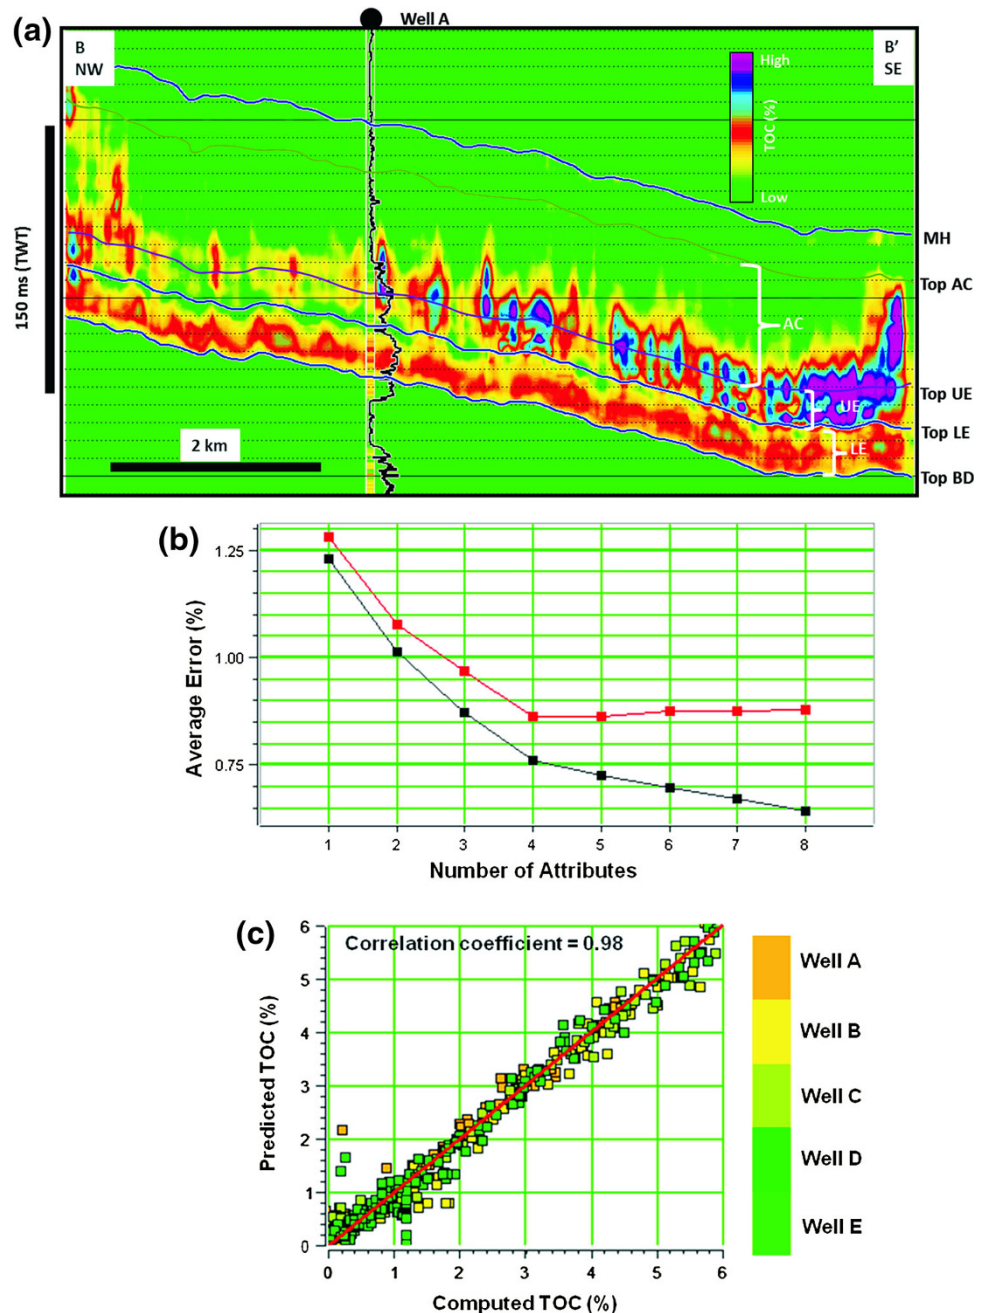 (a)
Well A
B
NW
B'
SE
High
TOC (%)
Low
150 ms (TWT)
MH
Top AC
AC
Top UE
UE
Top LE
LE
Top BD
2 km
(b)
1.25
1.00
0.75
Average Error (%)
1 2 3 4 5 6 7 8
Number of Attributes
(c)
Correlation coefficient = 0.98
6
5
4
3
2
1
0
Predicted TOC (%)
0 1 2 3 4 5 6
Computed TOC (%)
Well A
Well B
Well C
Well D
Well E